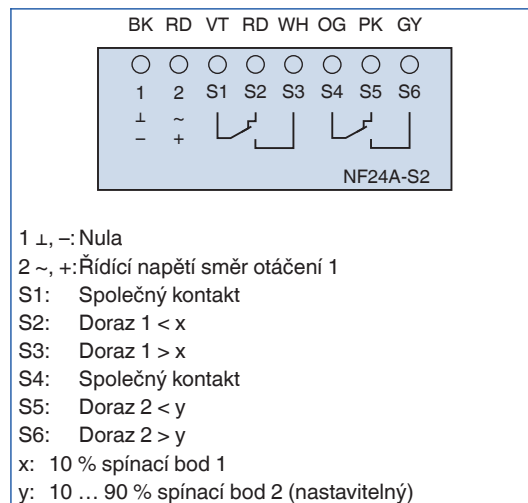 BK RD VT RD WH OG PK GY
1 2 S1 S2 S3 S4 S5 S6
⊥ ~
– +
NF24A-S2
1 ⊥, –: Nula
2 ~, +: Řídící napětí směr otáčení 1
S1: Společný kontakt
S2: Doraz 1 < x
S3: Doraz 1 > x
S4: Společný kontakt
S5: Doraz 2 < y
S6: Doraz 2 > y
x: 10 % spínací bod 1
y: 10 … 90 % spínací bod 2 (nastavitelný)